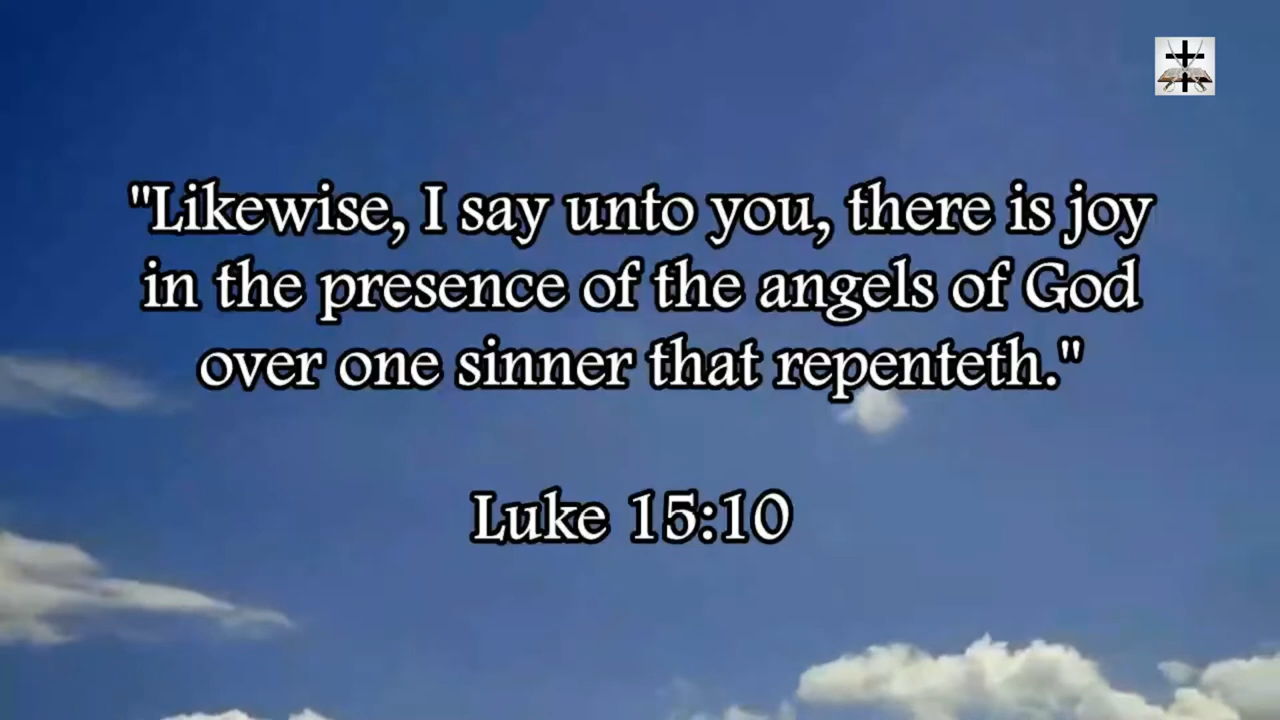 "Likewise, I say unto you, there is joy
in the presence of the angels of God
over one sinner that repenteth."
Luke 15:10